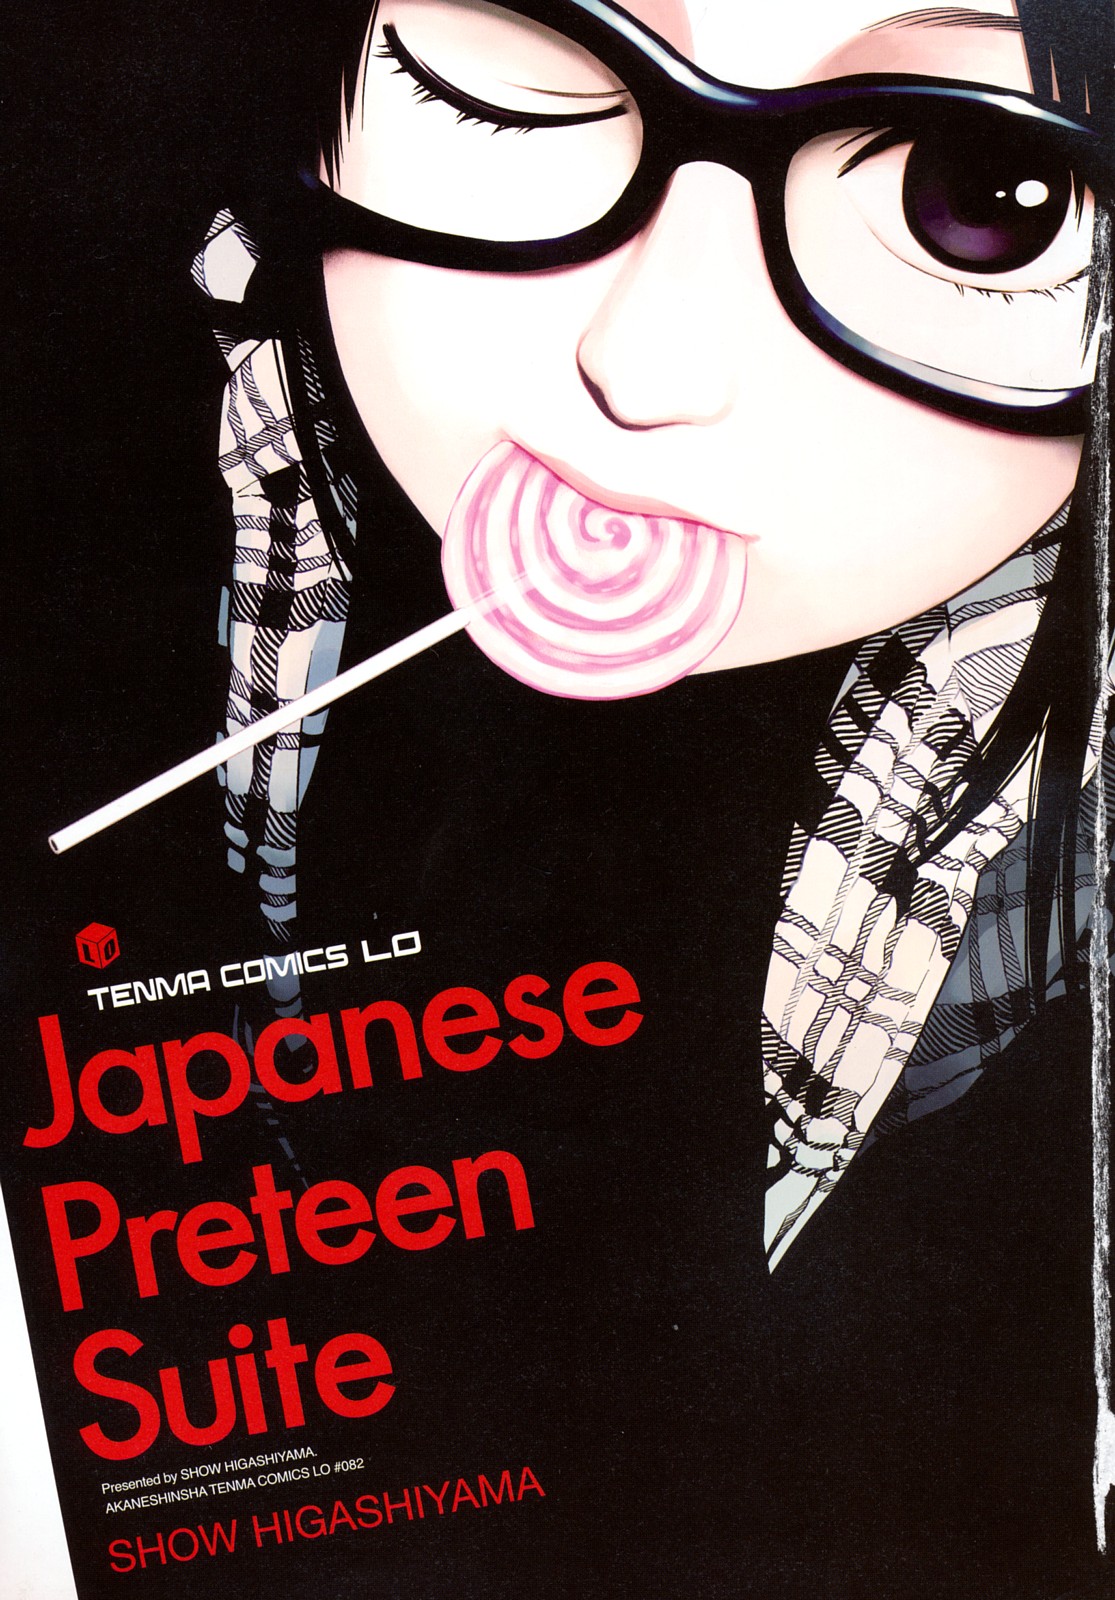 LO
TENMA COMICS LO
Japanese
Preteen
Suite
Presented by SHOW HIGASHIYAMA.
AKANESHINSHA TENMA COMICS LO #082
SHOW HIGASHIYAMA